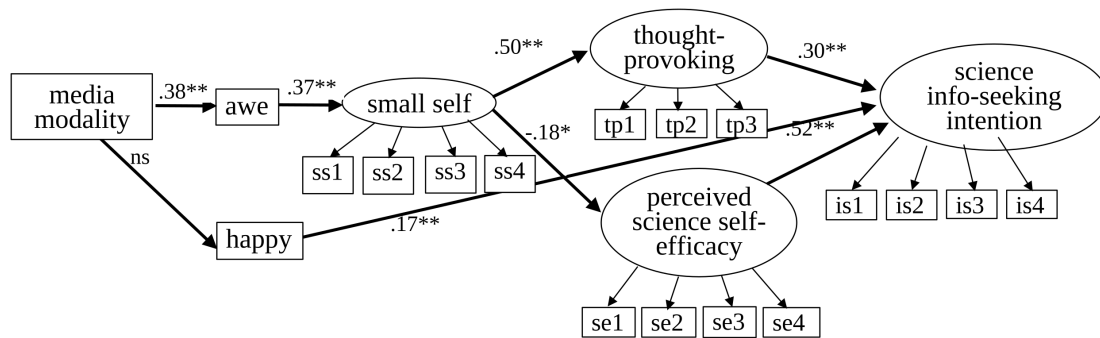 media
modality
.38**
awe
.37**
small self
ss1
ss2
ss3
ss4
.50**
thought-
provoking
tp1
tp2
tp3
.30**
science
info-seeking
intention
is1
is2
is3
is4
-.18*
.52**
perceived
science self-
efficacy
se1
se2
se3
se4
ns
happy
.17**